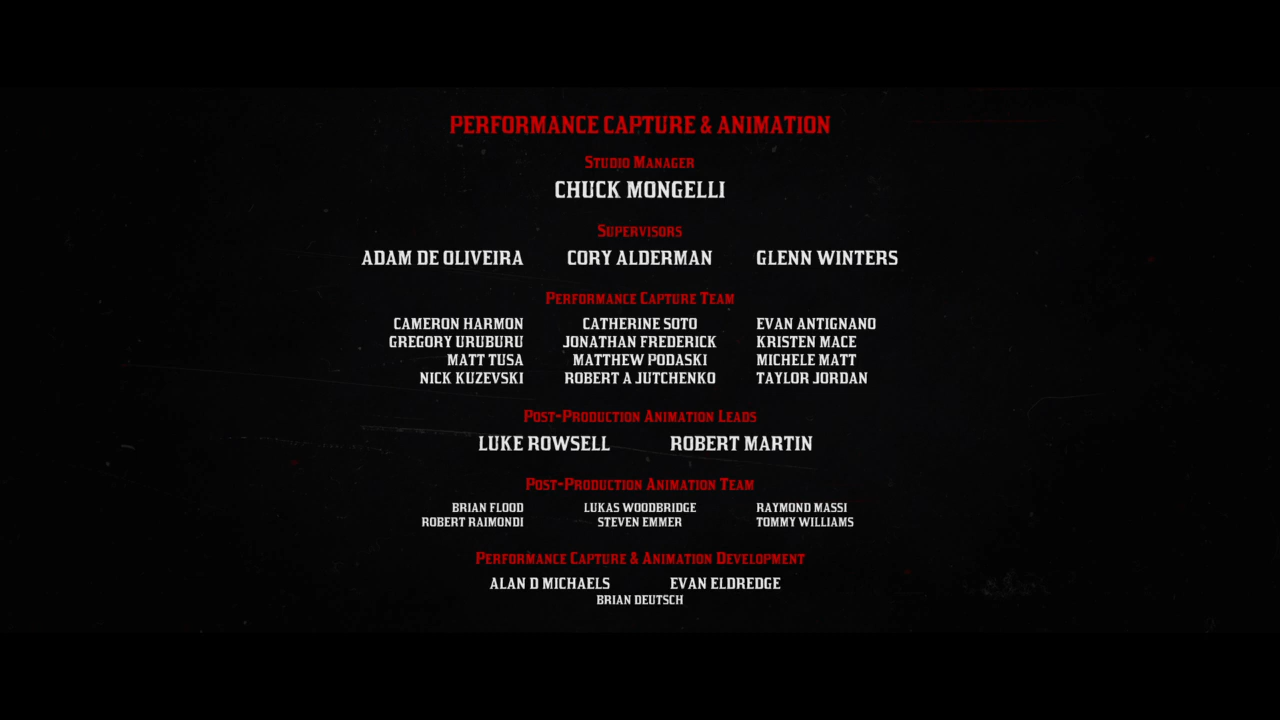 PERFORMANCE CAPTURE & ANIMATION
STUDIO MANAGER
CHUCK MONGELLI
SUPERVISORS
ADAM DE OLIVEIRA CORY ALDERMAN GLENN WINTERS
PERFORMANCE CAPTURE TEAM
CAMERON HARMON CATHERINE SOTO EVAN ANTIGNANO
GREGORY URUBURU JONATHAN FREDERICK KRISTEN MACE
MATT TUSA MATTHEW PODASKI MICHELE MATT
NICK KUZEVSKI ROBERT A JUTCHENKO TAYLOR JORDAN
POST-PRODUCTION ANIMATION LEADS
LUKE ROWSELL ROBERT MARTIN
POST-PRODUCTION ANIMATION TEAM
BRIAN FLOOD LUKAS WOODBRIDGE RAYMOND MASSI
ROBERT RAIMONDI STEVEN EMMER TOMMY WILLIAMS
PERFORMANCE CAPTURE & ANIMATION DEVELOPMENT
ALAN D MICHAELS EVAN ELDREDGE
BRIAN DEUTSCH